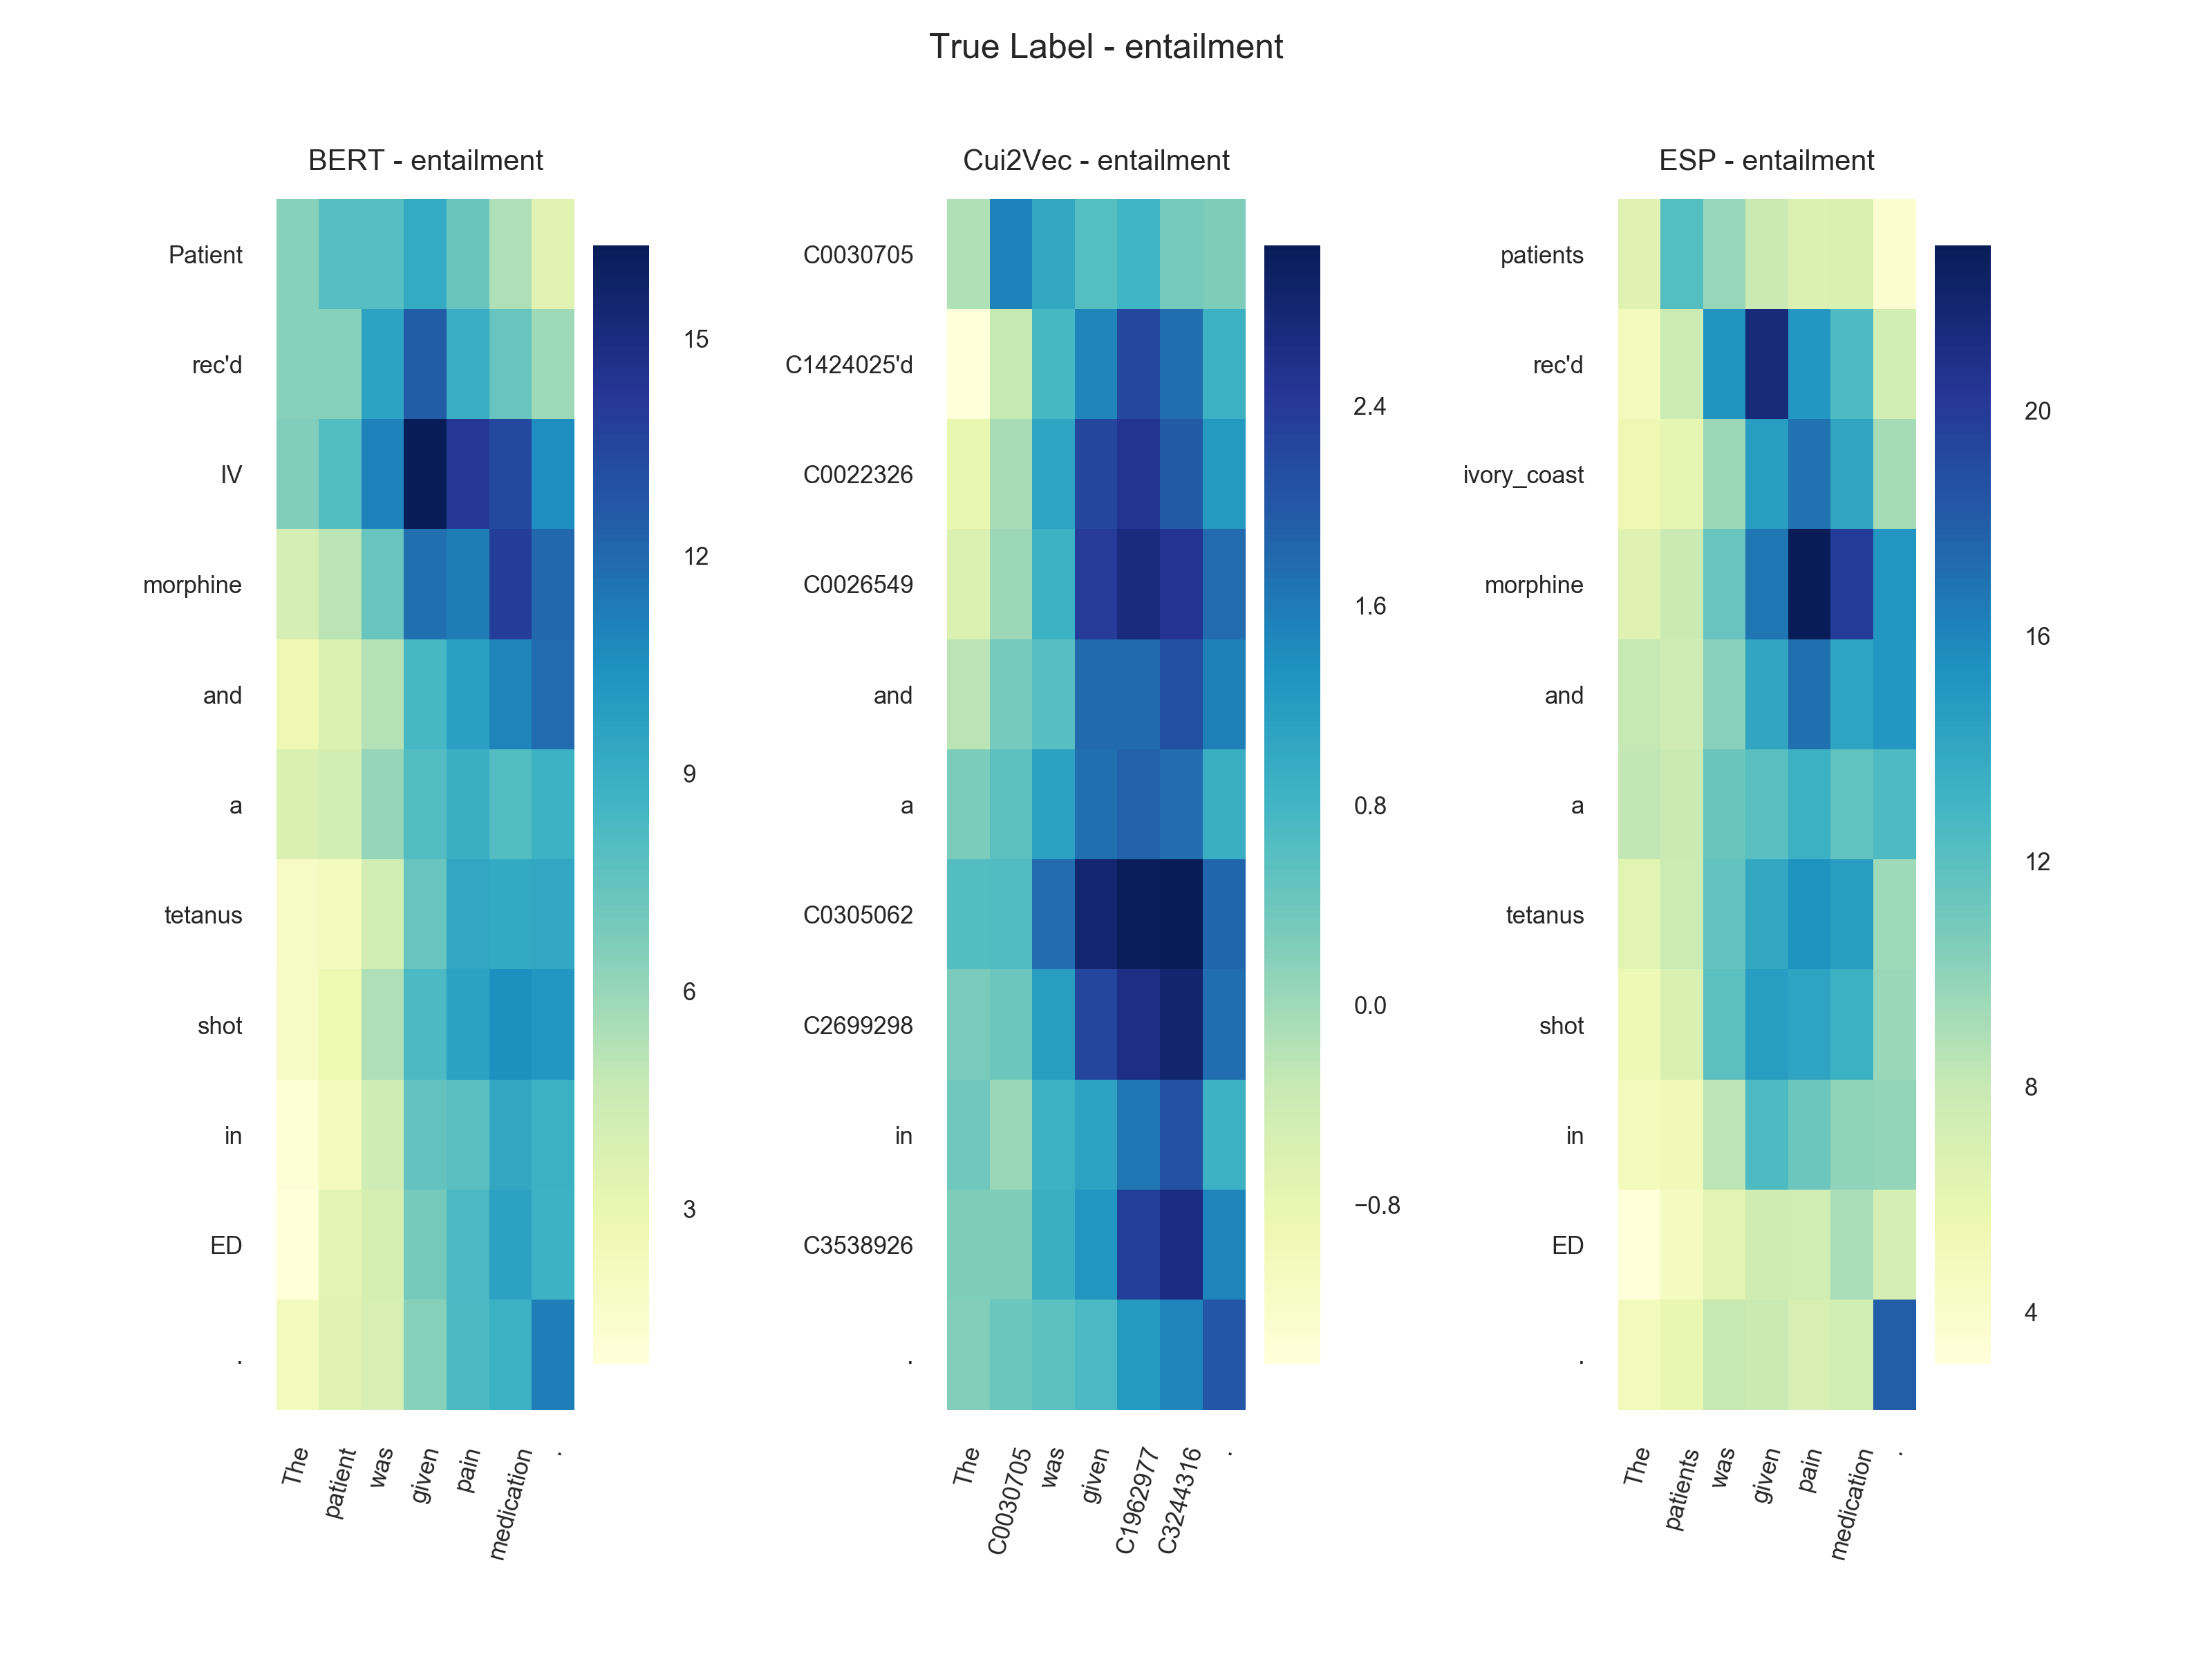 True Label - entailment
BERT - entailment
Patient
rec'd
IV
morphine
and
a
tetanus
shot
in
ED
.
15
12
9
6
3
The
patient
was
given
pain
medication
.
Cui2Vec - entailment
C0030705
C1424025'd
C0022326
C0026549
and
a
C0305062
C2699298
in
C3538926
.
2.4
1.6
0.8
0.0
−0.8
The
C0030705
was
given
C1962977
C3244316
.
ESP - entailment
patients
rec'd
ivory_coast
morphine
and
a
tetanus
shot
in
ED
.
20
16
12
8
4
The
patients
was
given
pain
medication
.